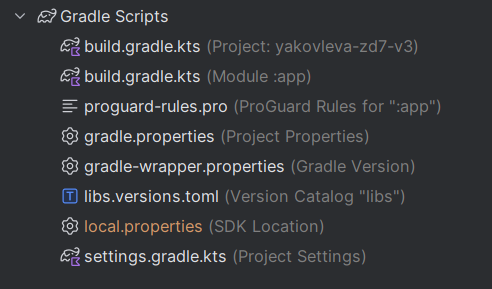 Gradle Scripts
build.gradle.kts (Project: yakovleva-zd7-v3)
build.gradle.kts (Module :app)
proguard-rules.pro (ProGuard Rules for ":app")
gradle.properties (Project Properties)
gradle-wrapper.properties (Gradle Version)
libs.versions.toml (Version Catalog "libs")
local.properties (SDK Location)
settings.gradle.kts (Project Settings)